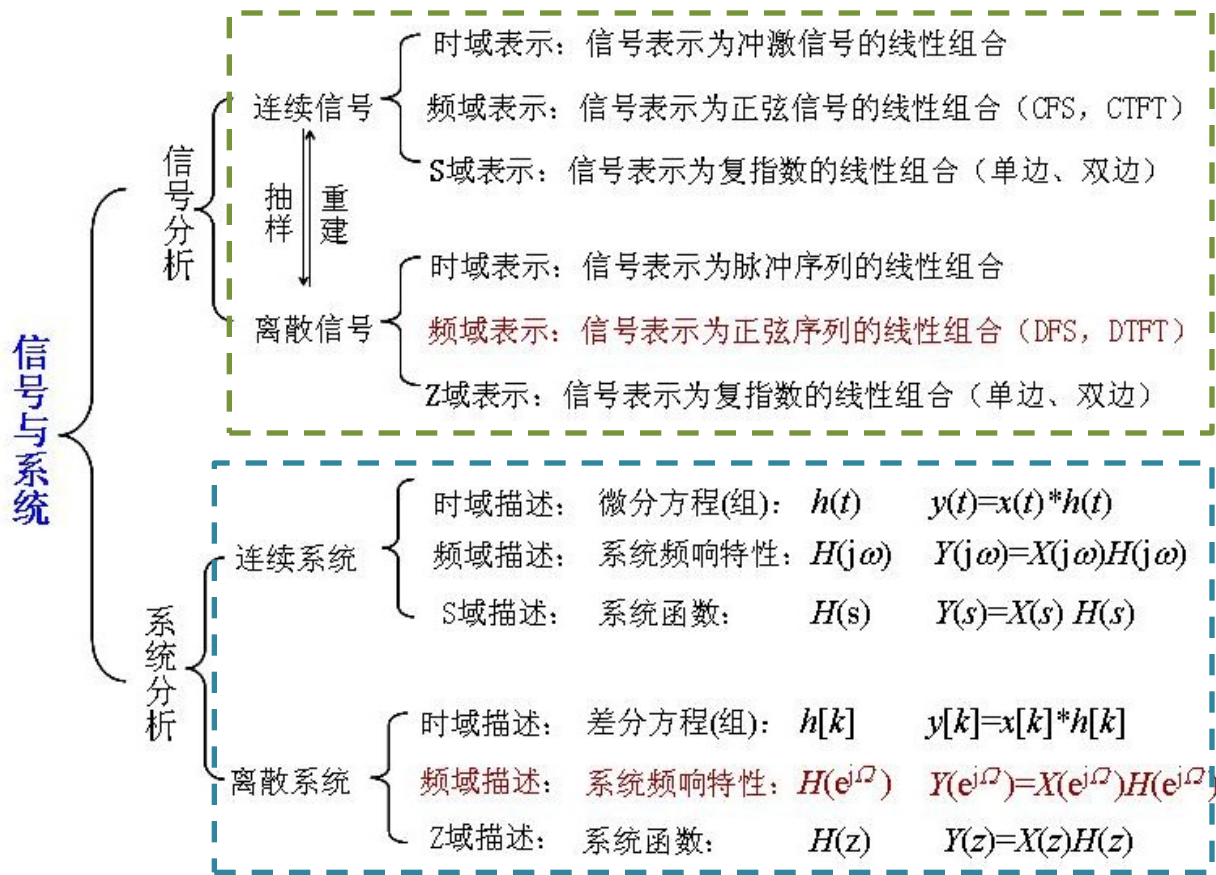 信号与系统
信号分析
连续信号
时域表示：信号表示为冲激信号的线性组合
频域表示：信号表示为正弦信号的线性组合（CFS，CTFT）
S域表示：信号表示为复指数的线性组合（单边、双边）
抽样
重建
离散信号
时域表示：信号表示为脉冲序列的线性组合
频域表示：信号表示为正弦序列的线性组合（DFS，DTFT）
Z域表示：信号表示为复指数的线性组合（单边、双边）
系统分析
连续系统
时域描述：微分方程(组)：h(t) y(t)=x(t)*h(t)
频域描述：系统频响特性：H(jω) Y(jω)=X(jω)H(jω)
S域描述：系统函数：H(s) Y(s)=X(s) H(s)
离散系统
时域描述：差分方程(组)：h[k] y[k]=x[k]*h[k]
频域描述：系统频响特性：H(e^{jΩ}) Y(e^{jΩ})=X(e^{jΩ})H(e^{jΩ})
Z域描述：系统函数：H(z) Y(z)=X(z)H(z)